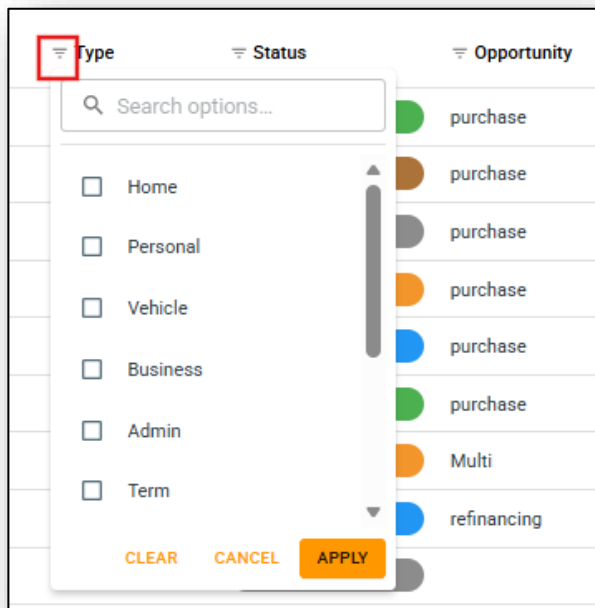 Type Status Opportunity
Search options...
purchase
Home purchase
Personal purchase
Vehicle purchase
Business purchase
purchase
Admin Multi
Term refinancing
CLEAR CANCEL APPLY